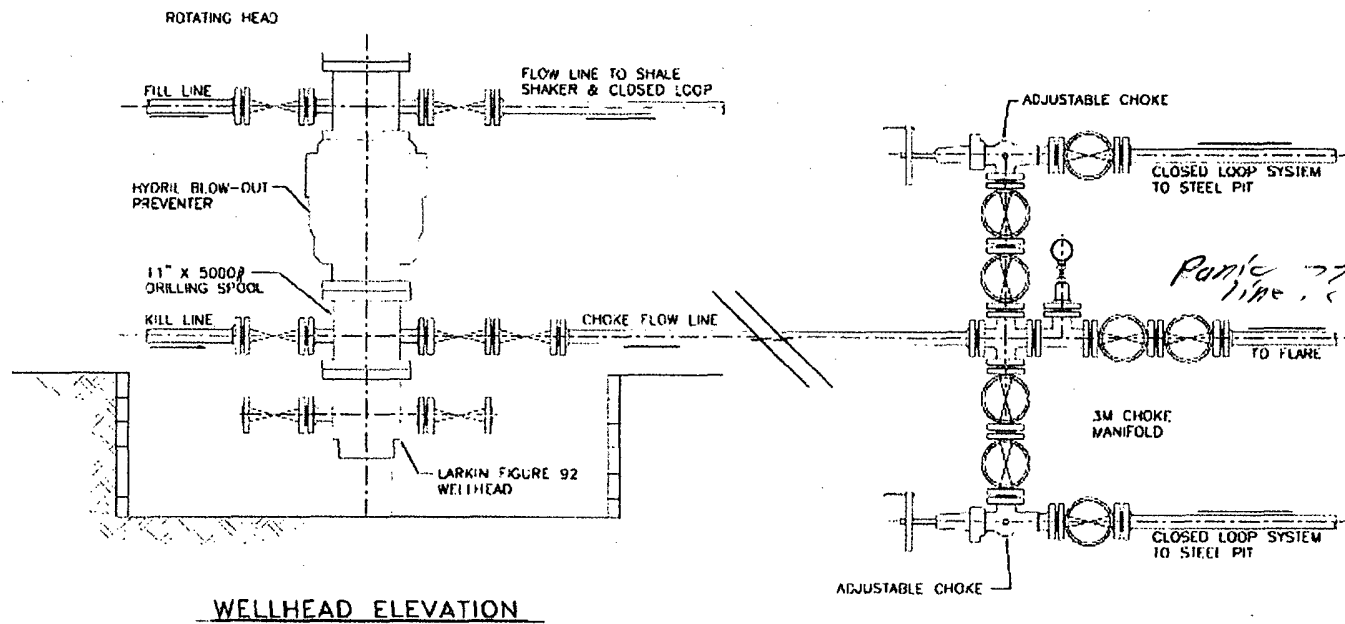 ROTATING HEAD
FILL LINE
FLOW LINE TO SHALE
SHAKER & CLOSED LOOP
HYDRIL BLOW-OUT
PREVENTER
11" X 5000#
DRILLING SPOOL
KILL LINE
CHOKE FLOW LINE
LARKIN FIGURE 92
WELLHEAD
WELLHEAD ELEVATION
ADJUSTABLE CHOKE
CLOSED LOOP SYSTEM
TO STEEL PIT
Panic
line
TO FLARE
3M CHOKE
MANIFOLD
CLOSED LOOP SYSTEM
TO STEEL PIT
ADJUSTABLE CHOKE